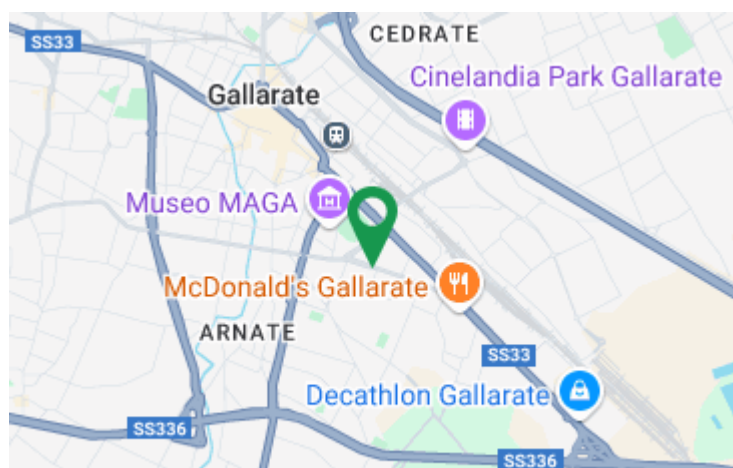 SS33
CEDRATE
Cinelandia Park Gallarate
Gallarate
Museo MAGA
M
McDonald's Gallarate
ARNATE
SS33
Decathlon Gallarate
SS336
SS336